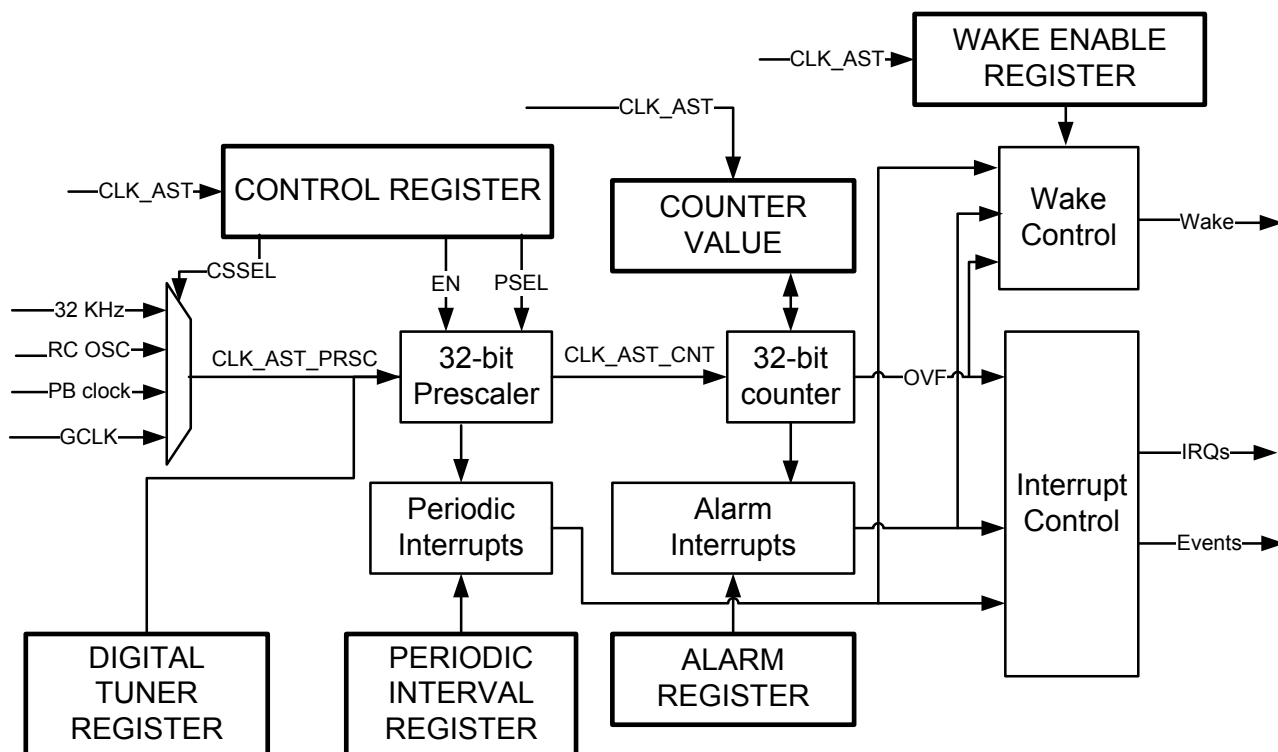 WAKE ENABLE
REGISTER
CLK_AST
CLK_AST
CLK_AST
CONTROL REGISTER
COUNTER
VALUE
Wake
Control
Wake
CSSEL
EN
PSEL
32 KHz
RC OSC
PB clock
GCLK
CLK_AST_PRSC
32-bit
Prescaler
CLK_AST_CNT
32-bit
counter
OVF
Periodic
Interrupts
Alarm
Interrupts
Interrupt
Control
IRQs
Events
DIGITAL
TUNER
REGISTER
PERIODIC
INTERVAL
REGISTER
ALARM
REGISTER